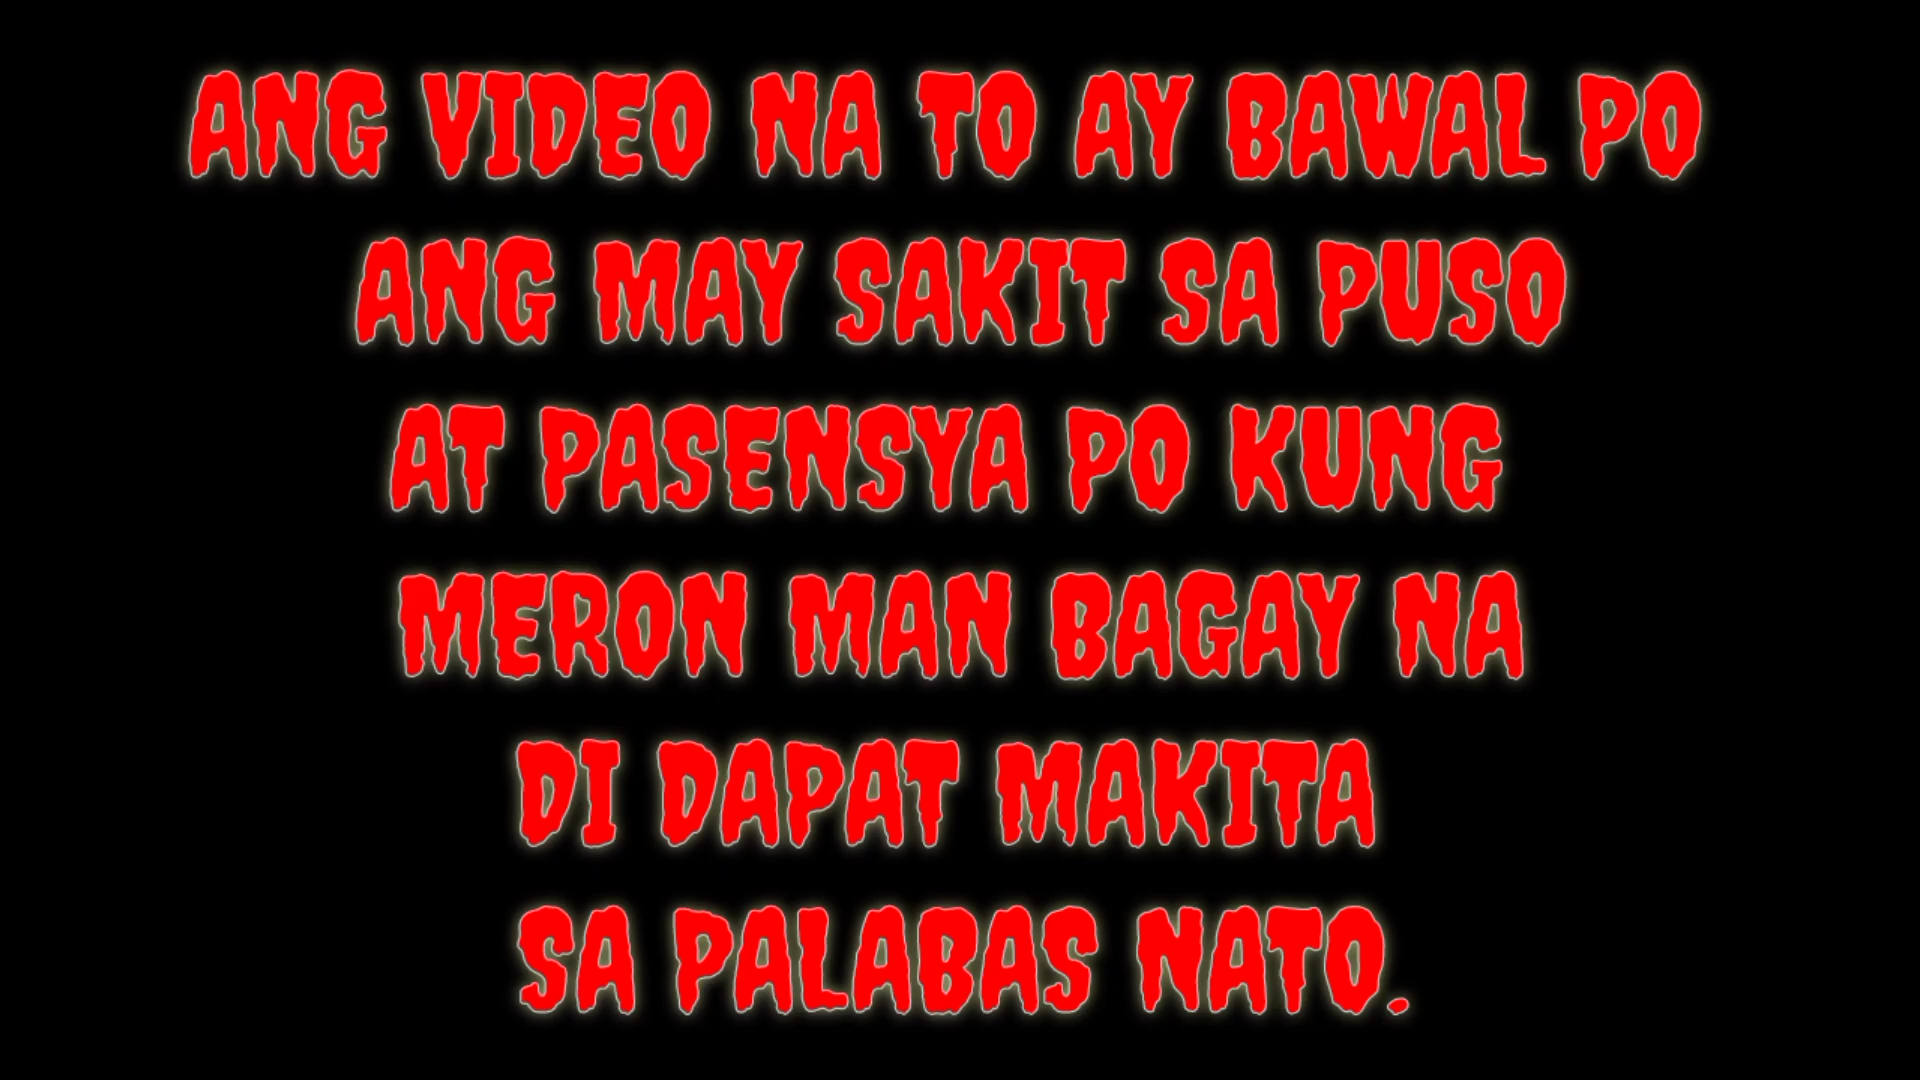 ANG VIDEO NA TO AY BAWAL PO
ANG MAY SAKIT SA PUSO
AT PASENSYA PO KUNG
MERON MAN BAGAY NA
DI DAPAT MAKITA
SA PALABAS NATO.